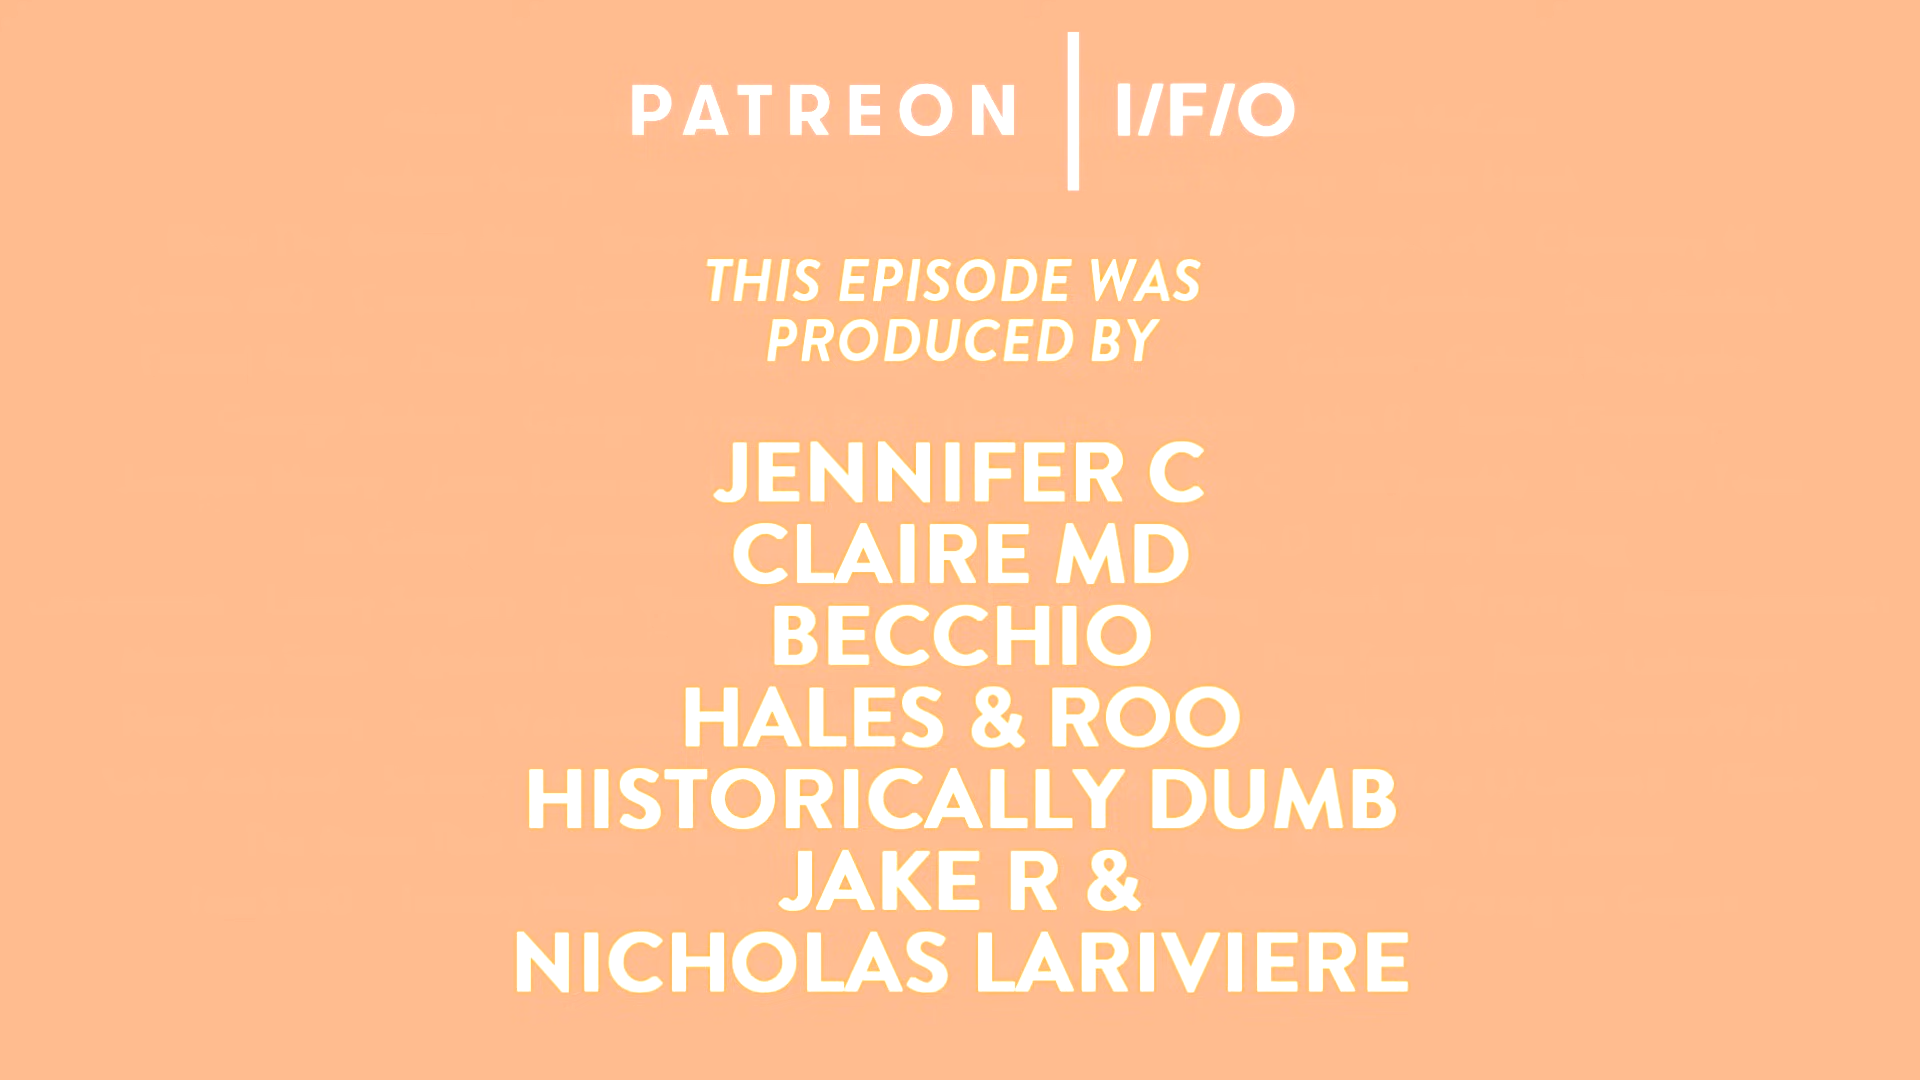 PATREON | I/F/O
THIS EPISODE WAS
PRODUCED BY
JENNIFER C
CLAIRE MD
BECCHIO
HALES & ROO
HISTORICALLY DUMB
JAKE R &
NICHOLAS LARIVIERE